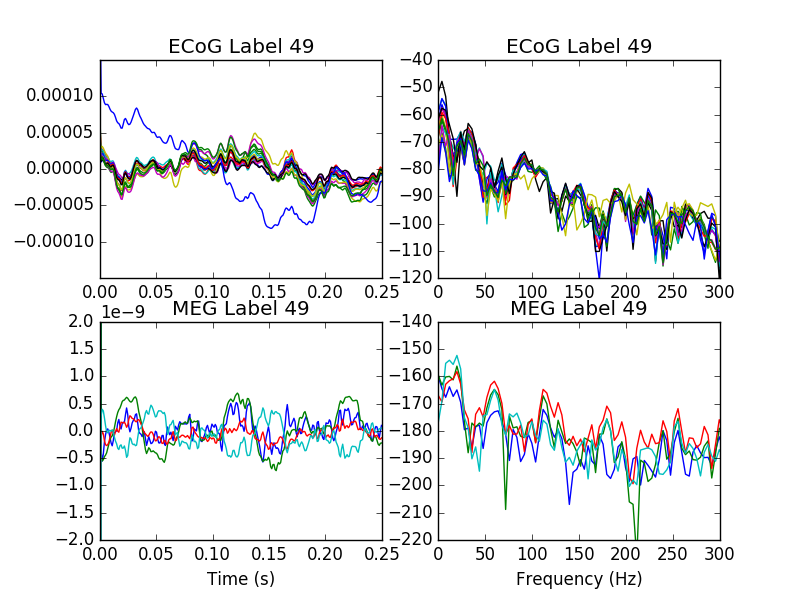 ECoG Label 49
0.00010
0.00005
0.00000
−0.00005
−0.00010
0.00 0.05 0.10 0.15 0.20 0.25
ECoG Label 49
−40
−50
−60
−70
−80
−90
−100
−110
−120
0 50 100 150 200 250 300
1e−9
MEG Label 49
2.0
1.5
1.0
0.5
0.0
−0.5
−1.0
−1.5
−2.0
0.00 0.05 0.10 0.15 0.20 0.25
Time (s)
MEG Label 49
−140
−150
−160
−170
−180
−190
−200
−210
−220
0 50 100 150 200 250 300
Frequency (Hz)